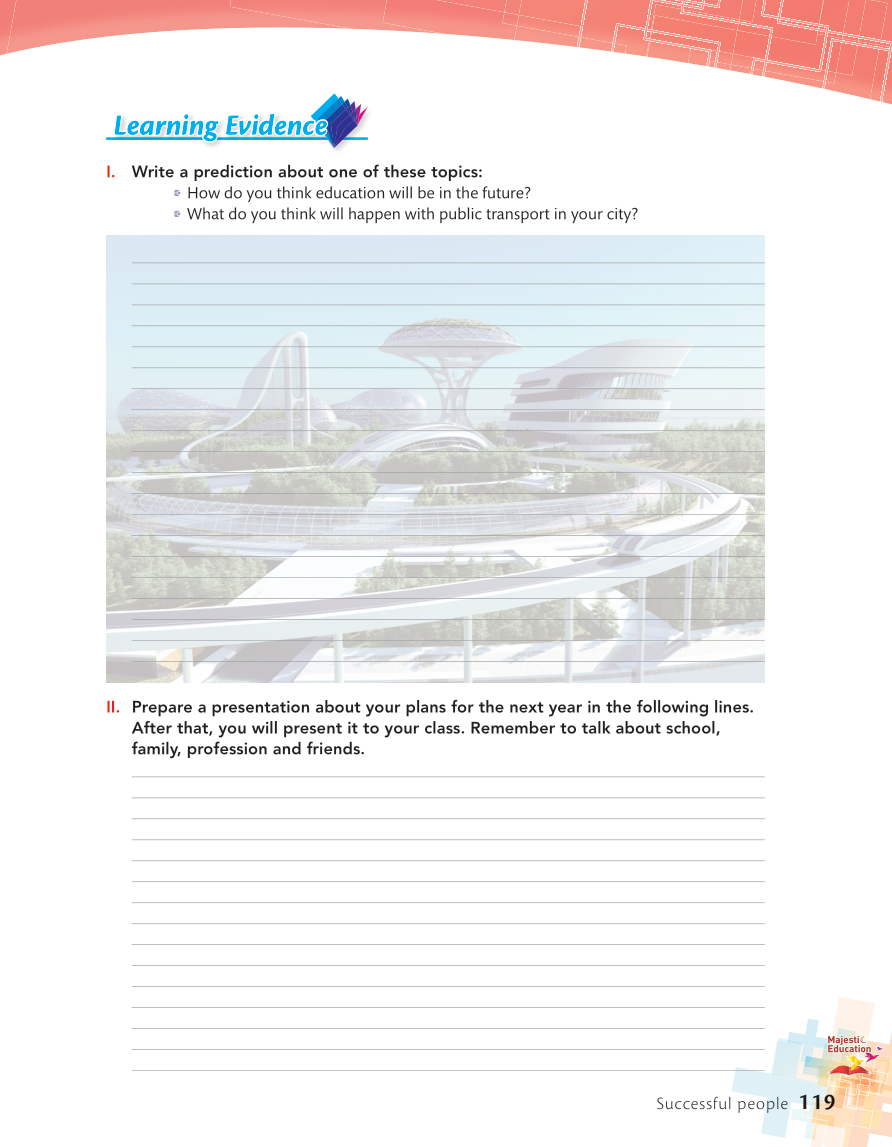 Learning Evidence
I. Write a prediction about one of these topics:
How do you think education will be in the future?
What do you think will happen with public transport in your city?
II. Prepare a presentation about your plans for the next year in the following lines.
After that, you will present it to your class. Remember to talk about school,
family, profession and friends.
Majestic
Education
Successful people 119